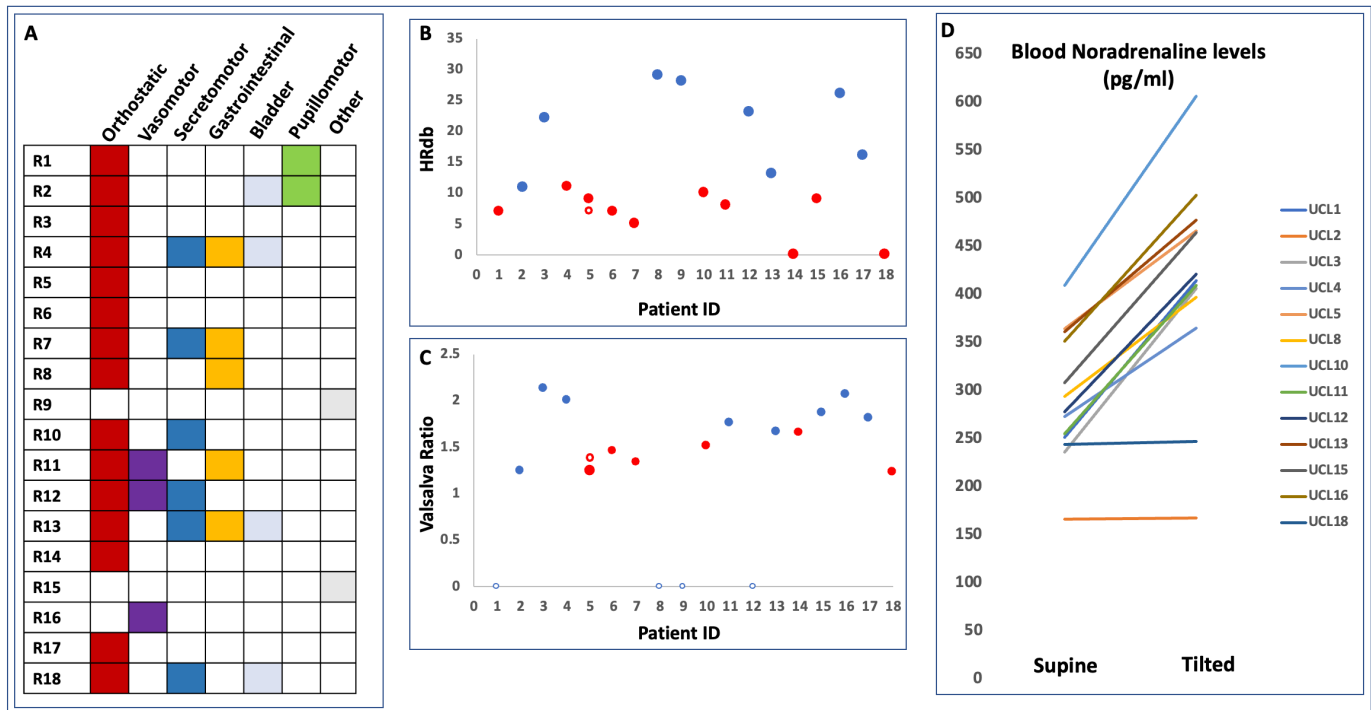 A
Orthostatic
Vasomotor
Secretomotor
Gastrointestinal
Bladder
Pupillomotor
Other
R1
R2
R3
R4
R5
R6
R7
R8
R9
R10
R11
R12
R13
R14
R15
R16
R17
R18
B
35
30
25
20
15
10
5
0
HRdb
0 1 2 3 4 5 6 7 8 9 10 11 12 13 14 15 16 17 18
Patient ID
C
2.5
2
1.5
1
0.5
0
Valsalva Ratio
0 1 2 3 4 5 6 7 8 9 10 11 12 13 14 15 16 17 18
Patient ID
D
Blood Noradrenaline levels
(pg/ml)
650
600
550
500
450
400
350
300
250
200
150
100
50
0
Supine Tilted
UCL1
UCL2
UCL3
UCL4
UCL5
UCL8
UCL10
UCL11
UCL12
UCL13
UCL15
UCL16
UCL18